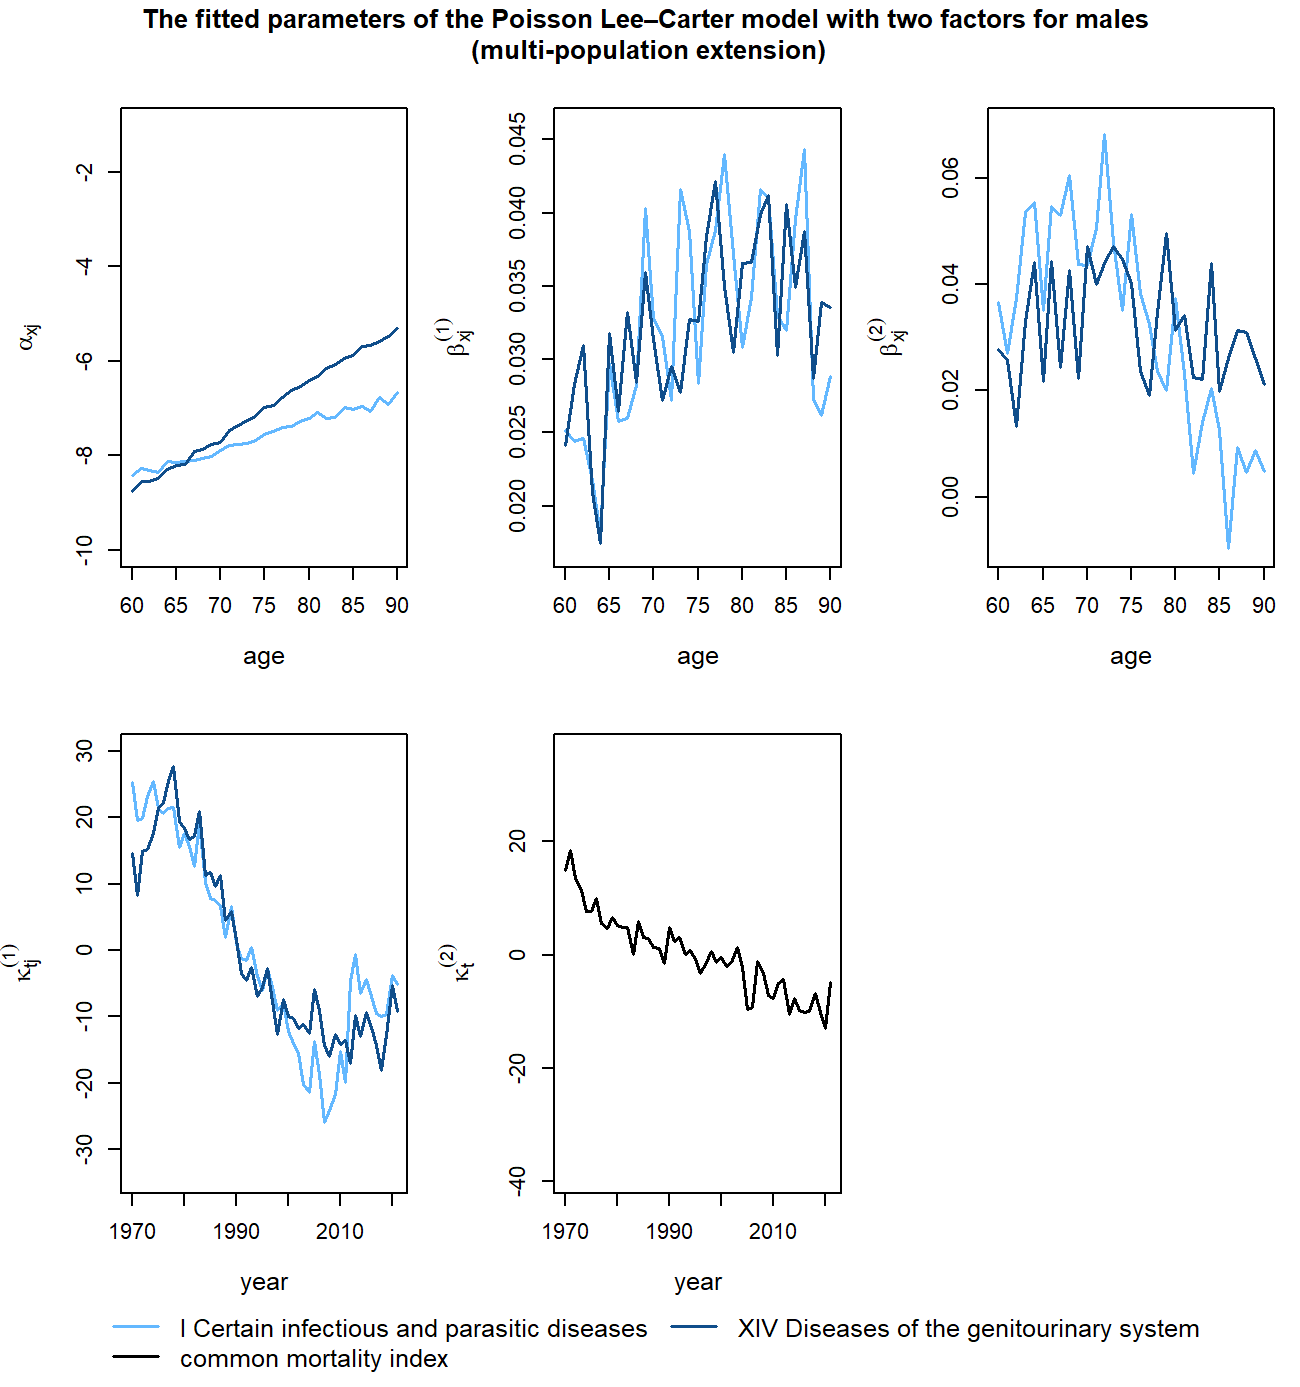 The fitted parameters of the Poisson Lee–Carter model with two factors for males
(multi-population extension)
αxj
-2
-4
-6
-8
-10
60 65 70 75 80 85 90
age
βxj(1)
0.045
0.040
0.035
0.030
0.025
0.020
60 65 70 75 80 85 90
age
βxj(2)
0.06
0.04
0.02
0.00
60 65 70 75 80 85 90
age
κtj(1)
30
20
10
0
-10
-20
-30
1970 1990 2010
year
κt(2)
20
0
-20
-40
1970 1990 2010
year
I Certain infectious and parasitic diseases
XIV Diseases of the genitourinary system
common mortality index